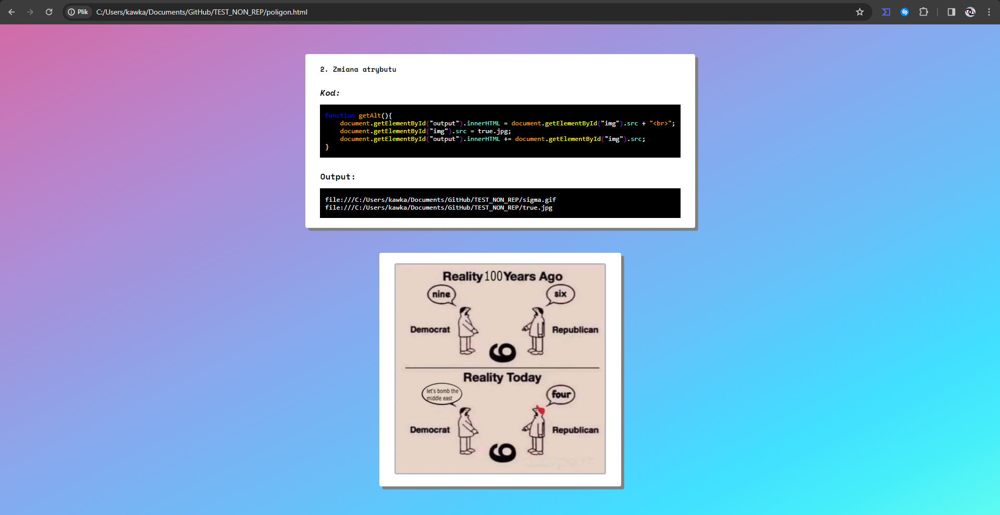 Plik C:/Users/kawka/Documents/GitHub/TEST_NON_REP/poligon.html
2. Zmiana atrybutu
Kod:
function getAlt(){
document.getElementById("output").innerHTML = document.getElementById("img").src + "<br>";
document.getElementById("img").src = true.jpg;
document.getElementById("output").innerHTML += document.getElementById("img").src;
}
Output:
file:///C:/Users/kawka/Documents/GitHub/TEST_NON_REP/sigma.gif
file:///C:/Users/kawka/Documents/GitHub/TEST_NON_REP/true.jpg
Reality 100 Years Ago
nine six
Democrat Republican
6
Reality Today
let's bomb the
middle east
four
Democrat Republican
6